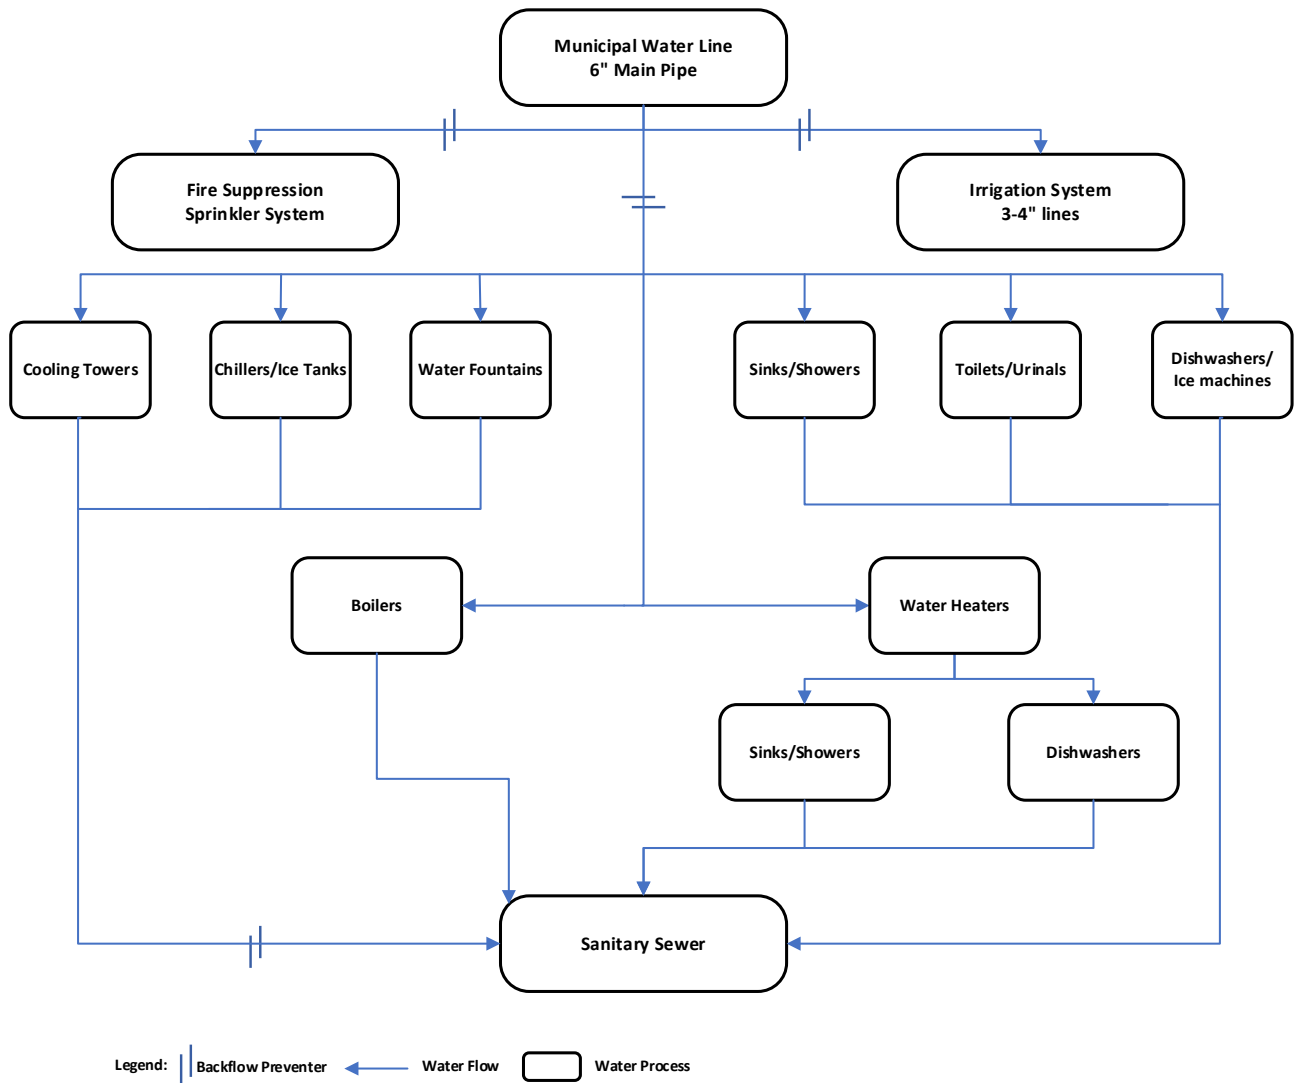 Municipal Water Line
6" Main Pipe
Fire Suppression
Sprinkler System
Irrigation System
3-4" lines
Cooling Towers
Chillers/Ice Tanks
Water Fountains
Sinks/Showers
Toilets/Urinals
Dishwashers/
Ice machines
Boilers
Water Heaters
Sinks/Showers
Dishwashers
Sanitary Sewer
Legend:
Backflow Preventer
Water Flow
Water Process